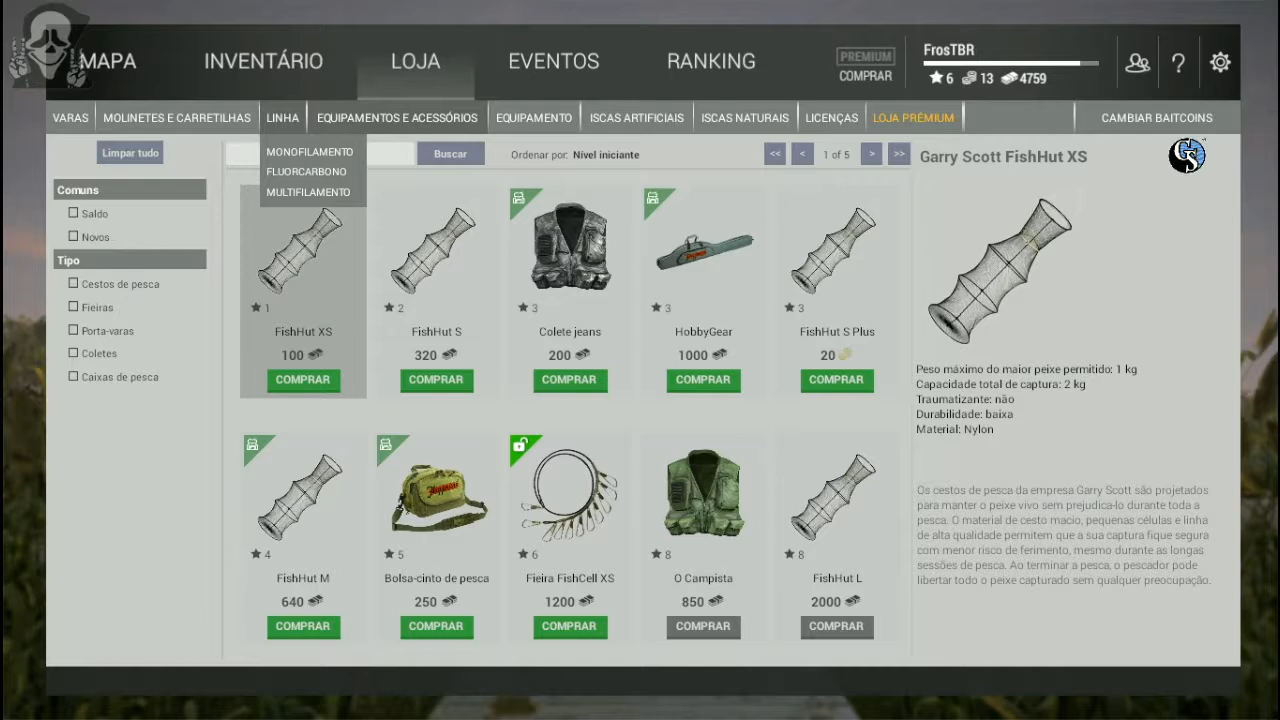 MAPA
INVENTÁRIO
LOJA
EVENTOS
RANKING
PREMIUM
COMPRAR
FrosTBR
6 13 4759
VARAS
MOLINETES E CARRETILHAS
LINHA
EQUIPAMENTOS E ACESSÓRIOS
EQUIPAMENTO
ISCAS ARTIFICIAIS
ISCAS NATURAIS
LICENÇAS
LOJA PRÉMIUM
CAMBIAR BAITCOINS
MONOFILAMENTO
FLUORCARBONO
MULTIFILAMENTO
Limpar tudo
Buscar
Ordenar por: Nível iniciante
<<
<
1 of 5
>
>>
Comuns
Saldo
Novos
Tipo
Cestos de pesca
Fieiras
Porta-varas
Coletes
Caixas de pesca
1
2
3
3
3
FishHut XS
FishHut S
Colete jeans
HobbyGear
FishHut S Plus
100
320
200
1000
20
COMPRAR
COMPRAR
COMPRAR
COMPRAR
COMPRAR
4
5
6
8
8
FishHut M
Bolsa-cinto de pesca
Fieira FishCell XS
O Campista
FishHut L
640
250
1200
850
2000
COMPRAR
COMPRAR
COMPRAR
COMPRAR
COMPRAR
Garry Scott FishHut XS
Peso máximo do maior peixe permitido: 1 kg
Capacidade total de captura: 2 kg
Traumatizante: não
Durabilidade: baixa
Material: Nylon
Os cestos de pesca da empresa Garry Scott são projetados
para manter o peixe vivo sem prejudica-lo durante toda a
pesca. O material de cesto macio, pequenas células e linha
de alta qualidade permitem que a sua captura fique segura
com menor risco de ferimento, mesmo durante as longas
sessões de pesca. Ao terminar a pesca, o pescador pode
libertar todo o peixe capturado sem qualquer preocupação.